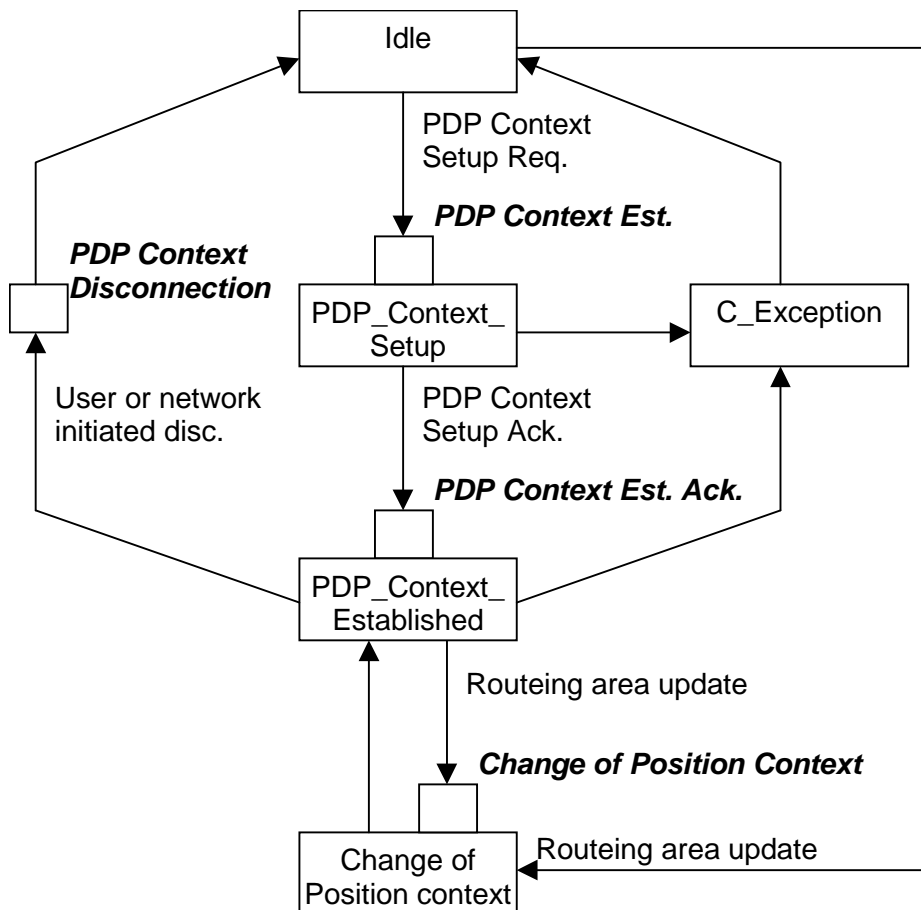 Idle
PDP Context
Setup Req.
PDP Context Est.
PDP Context
Disconnection
PDP_Context_
Setup
C_Exception
User or network
initiated disc.
PDP Context
Setup Ack.
PDP Context Est. Ack.
PDP_Context_
Established
Routeing area update
Change of Position Context
Change of
Position context
Routeing area update